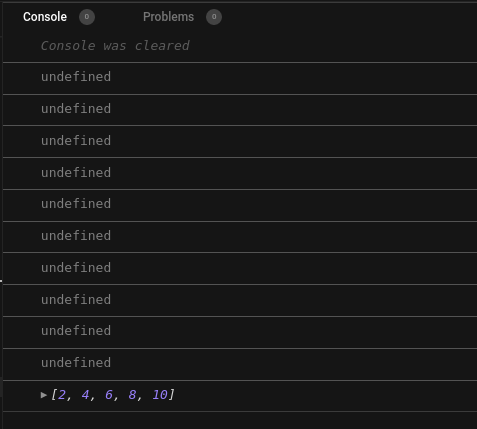 Console 0 Problems 0
Console was cleared
undefined
undefined
undefined
undefined
undefined
undefined
undefined
undefined
undefined
undefined
▶[2, 4, 6, 8, 10]